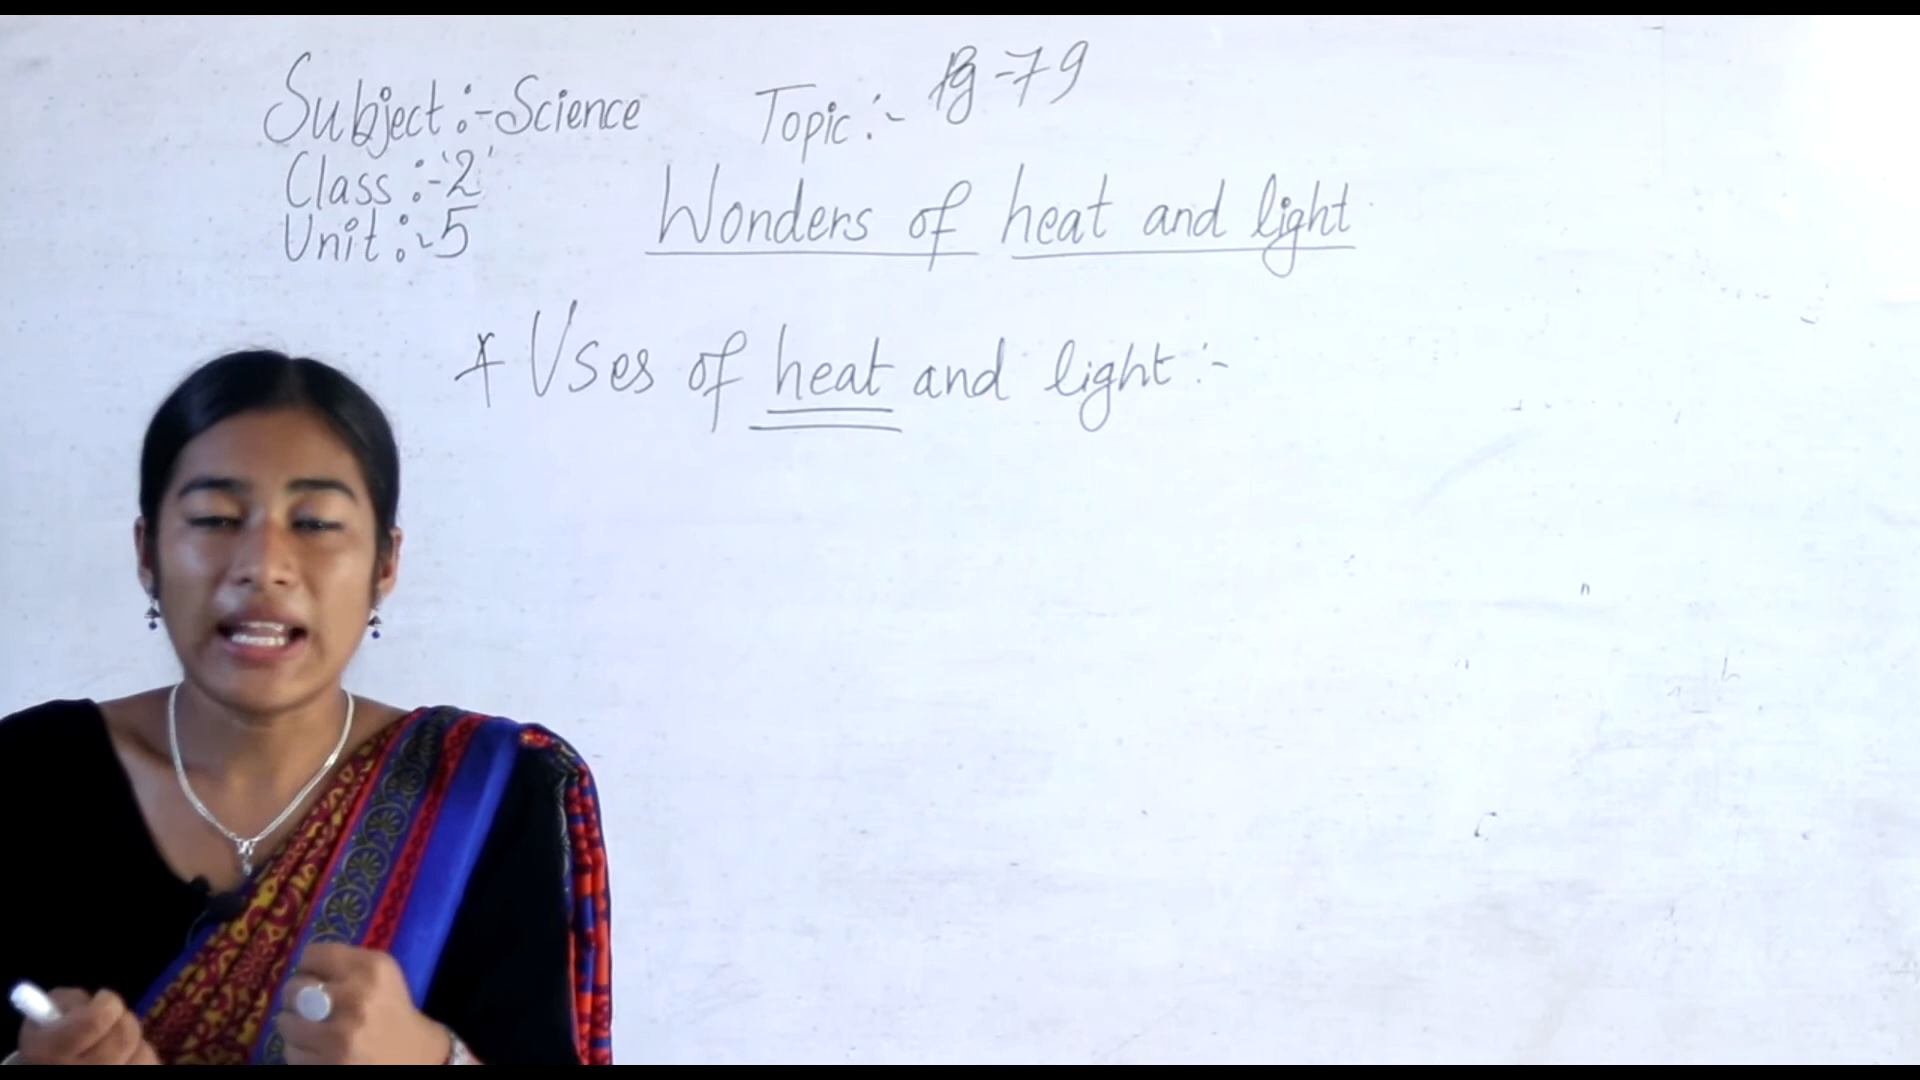 Subject:- Science Topic:- Pg-79
Class:- '2'
Unit:- 5
Wonders of heat and light
* Uses of heat and light:-